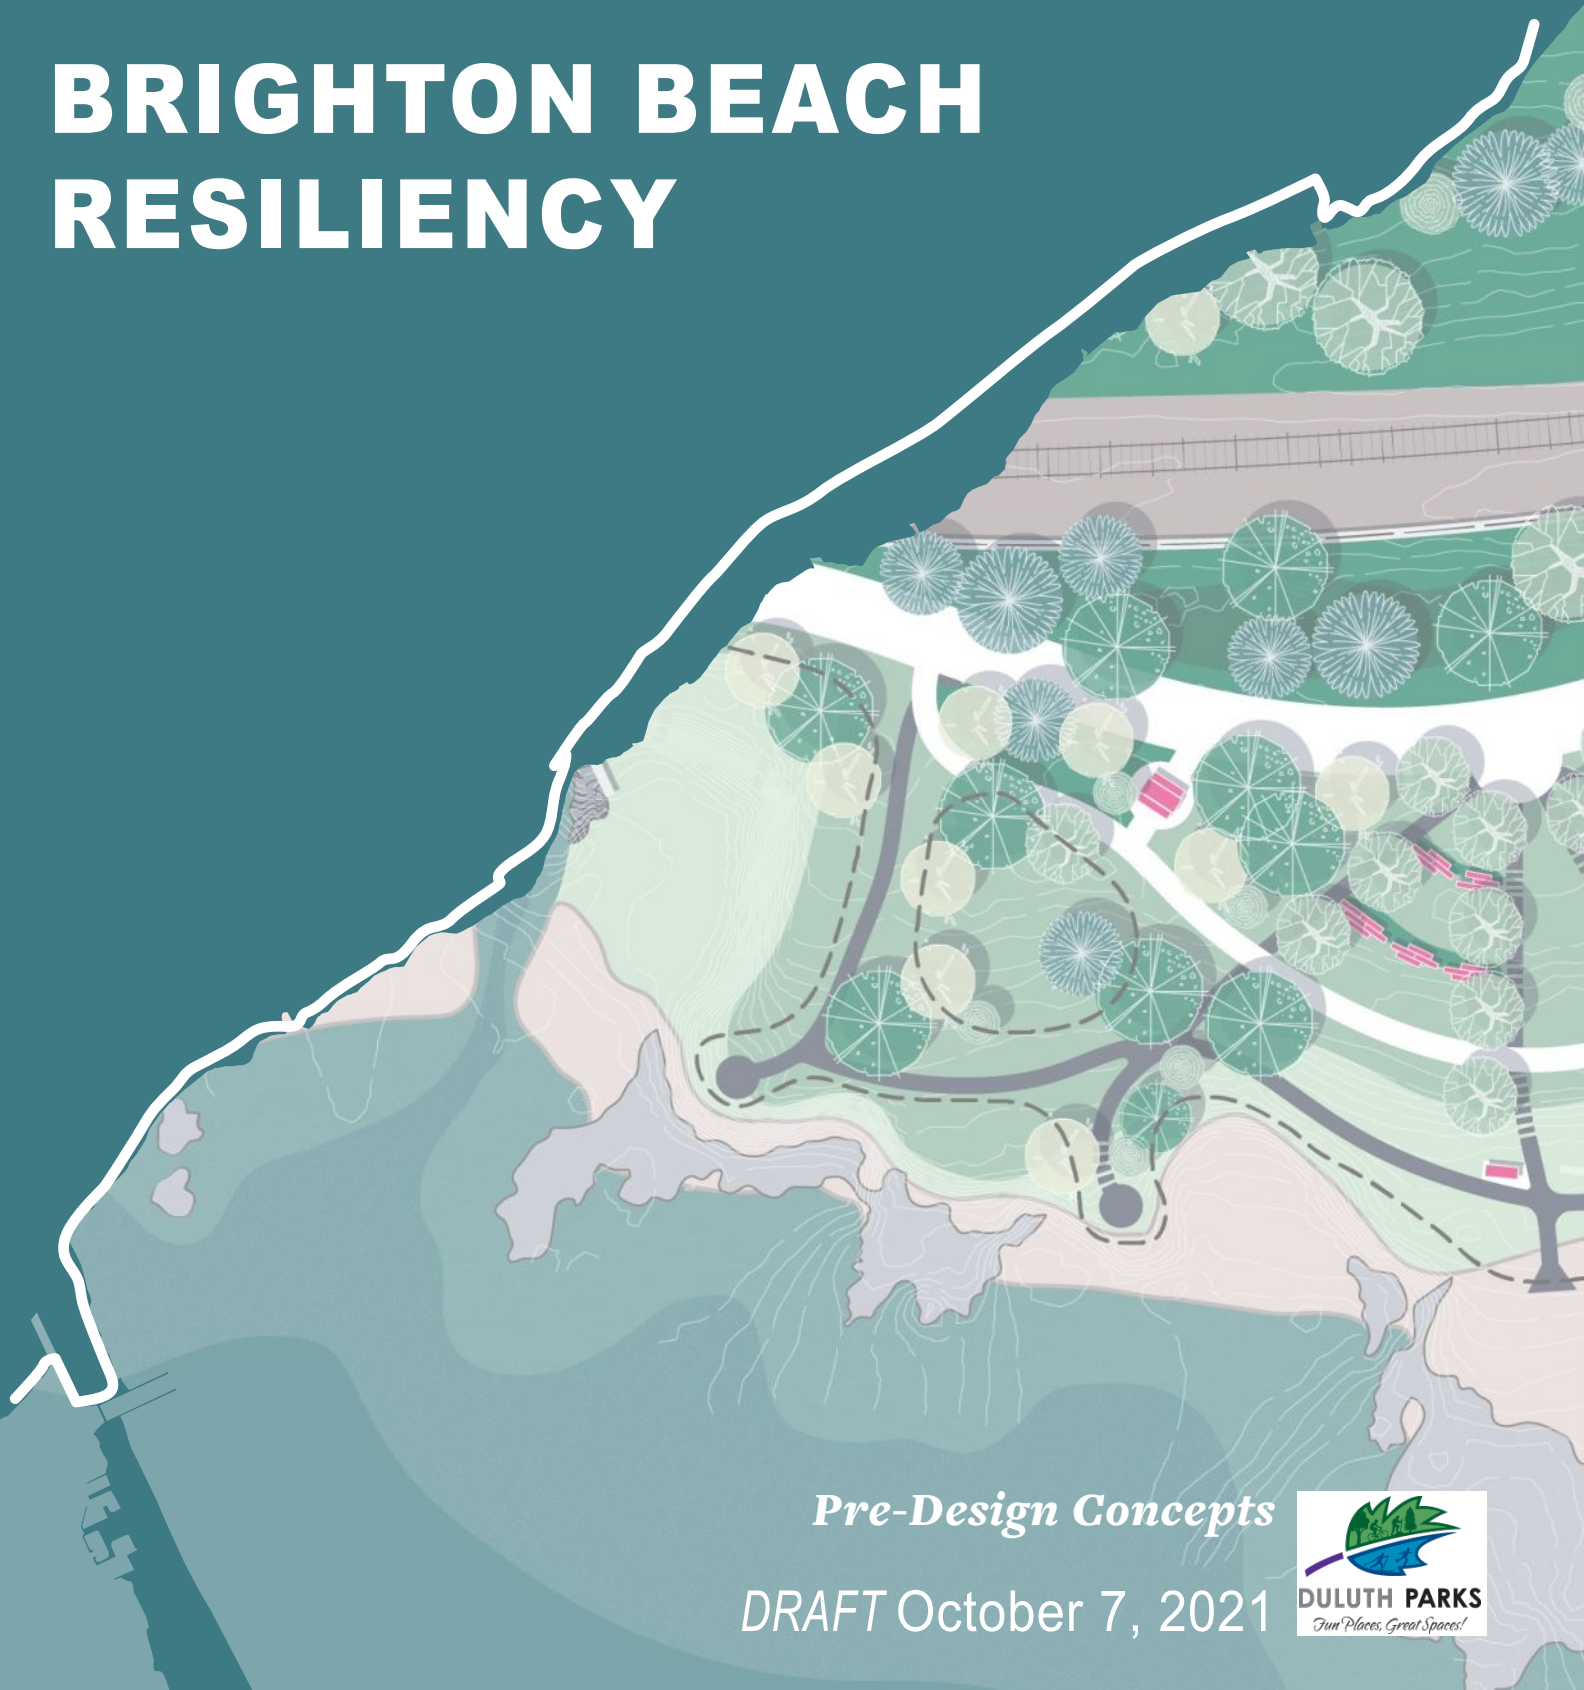 BRIGHTON BEACH
RESILIENCY
Pre-Design Concepts
DRAFT October 7, 2021
DULUTH PARKS
Fun Places, Great Spaces!